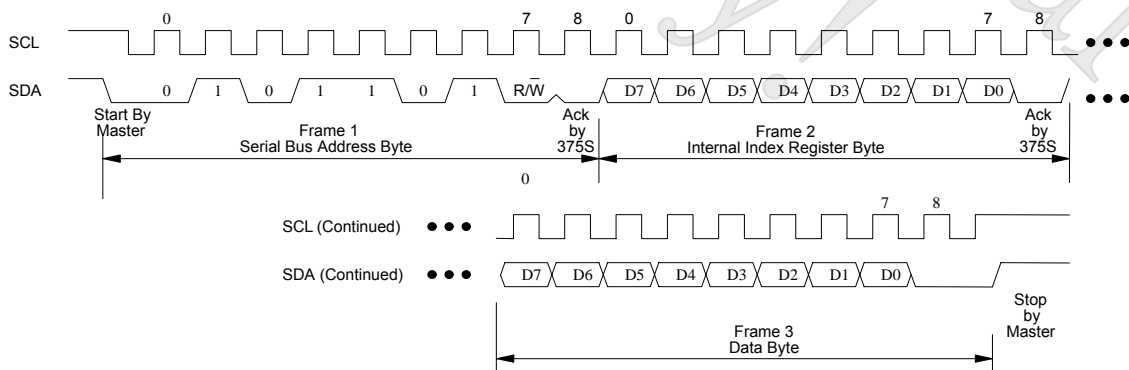 0 7 8 0 7 8
SCL
SDA 0 1 0 1 1 0 1 R/W̅ D7 D6 D5 D4 D3 D2 D1 D0
Start By
Master
Frame 1
Serial Bus Address Byte
Ack
by
375S
Frame 2
Internal Index Register Byte
Ack
by
375S
0 7 8
SCL (Continued)
SDA (Continued) D7 D6 D5 D4 D3 D2 D1 D0
Stop
by
Master
Frame 3
Data Byte